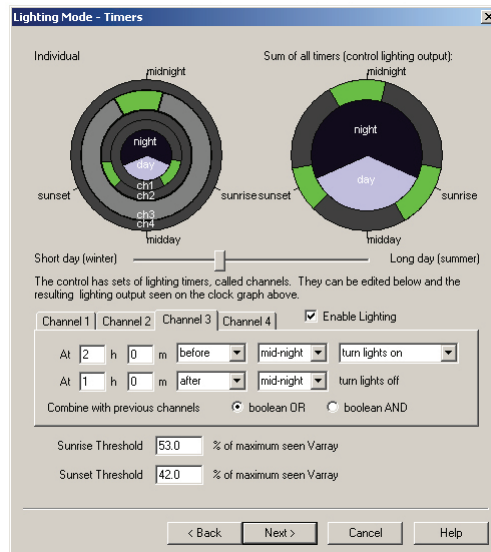 Lighting Mode - Timers
Individual
Sum of all timers (control lighting output):
midnight
night
day
ch1
ch2
ch3
ch4
sunset
sunrise
midday
midnight
night
day
sunset
sunrise
midday
Short day (winter)
Long day (summer)
The control has sets of lighting timers, called channels. They can be edited below and the
resulting lighting output seen on the clock graph above.
Channel 1 Channel 2 Channel 3 Channel 4 Enable Lighting
At 2 h 0 m before mid-night turn lights on
At 1 h 0 m after mid-night turn lights off
Combine with previous channels boolean OR boolean AND
Sunrise Threshold 53.0 % of maximum seen Varray
Sunset Threshold 42.0 % of maximum seen Varray
< Back Next > Cancel Help